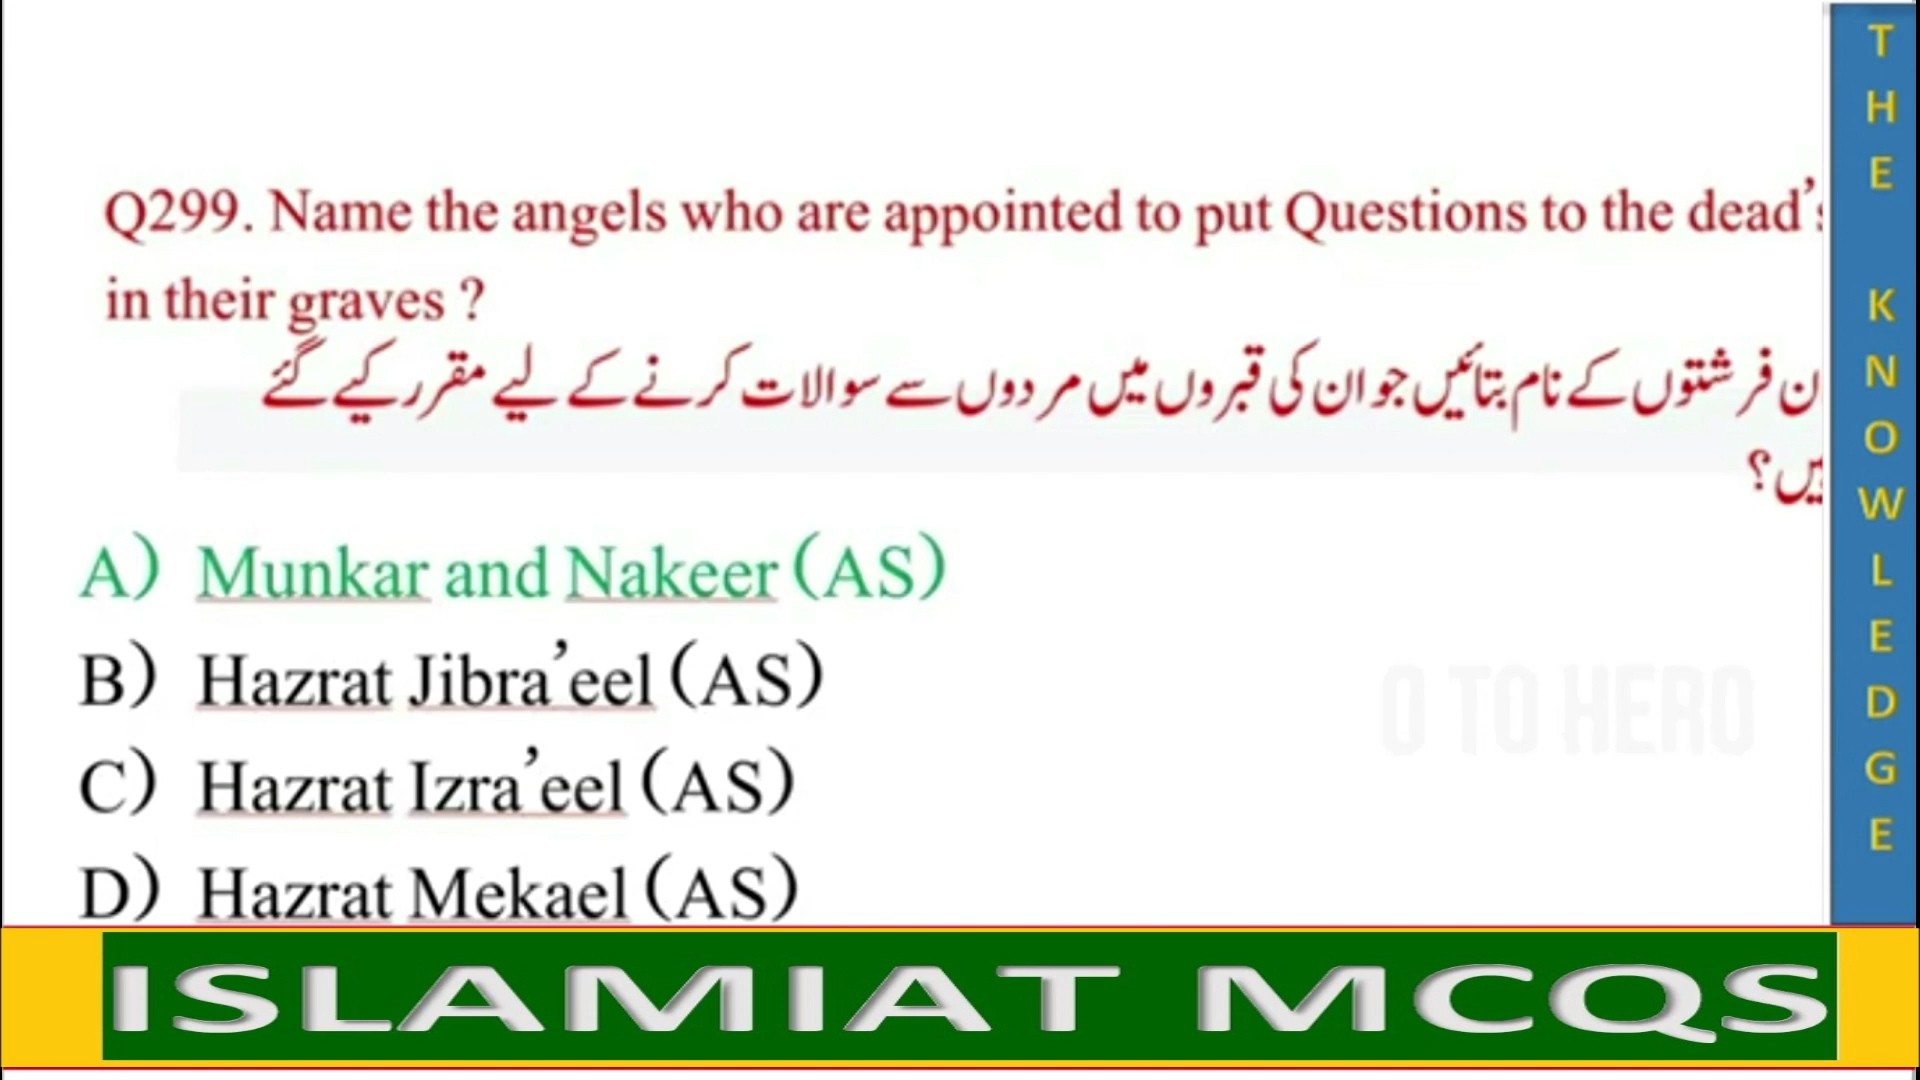 Q299. Name the angels who are appointed to put Questions to the dead's
in their graves ?
ن فرشتوں کے نام بتائیں جو ان کی قبروں میں مردوں سے سوالات کرنے کے لیے مقرر کیے گئے
یں؟
A) Munkar and Nakeer (AS)
B) Hazrat Jibra’eel (AS)
C) Hazrat Izra’eel (AS)
D) Hazrat Mekael (AS)
0 TO HERO
THE KNOWLEDGE
ISLAMIAT MCQS